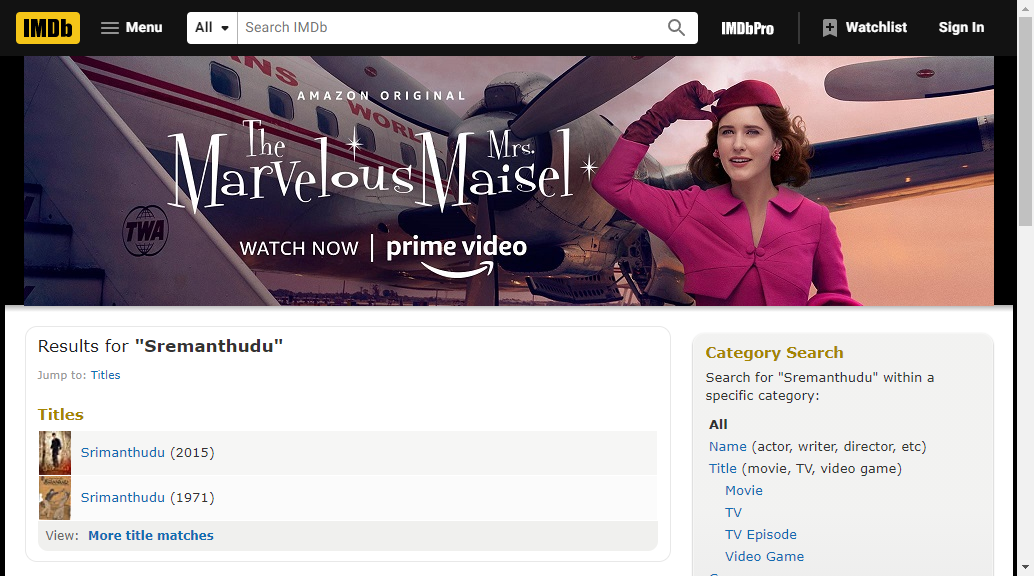 IMDb Menu All Search IMDb IMDbPro Watchlist Sign In
TRANS WORL
AMAZON ORIGINAL
The Marvelous Mrs. Maisel
TWA
WATCH NOW | prime video
Results for "Sremanthudu"
Jump to: Titles
Titles
Srimanthudu (2015)
Srimanthudu (1971)
View: More title matches
Category Search
Search for "Sremanthudu" within a
specific category:
All
Name (actor, writer, director, etc)
Title (movie, TV, video game)
Movie
TV
TV Episode
Video Game